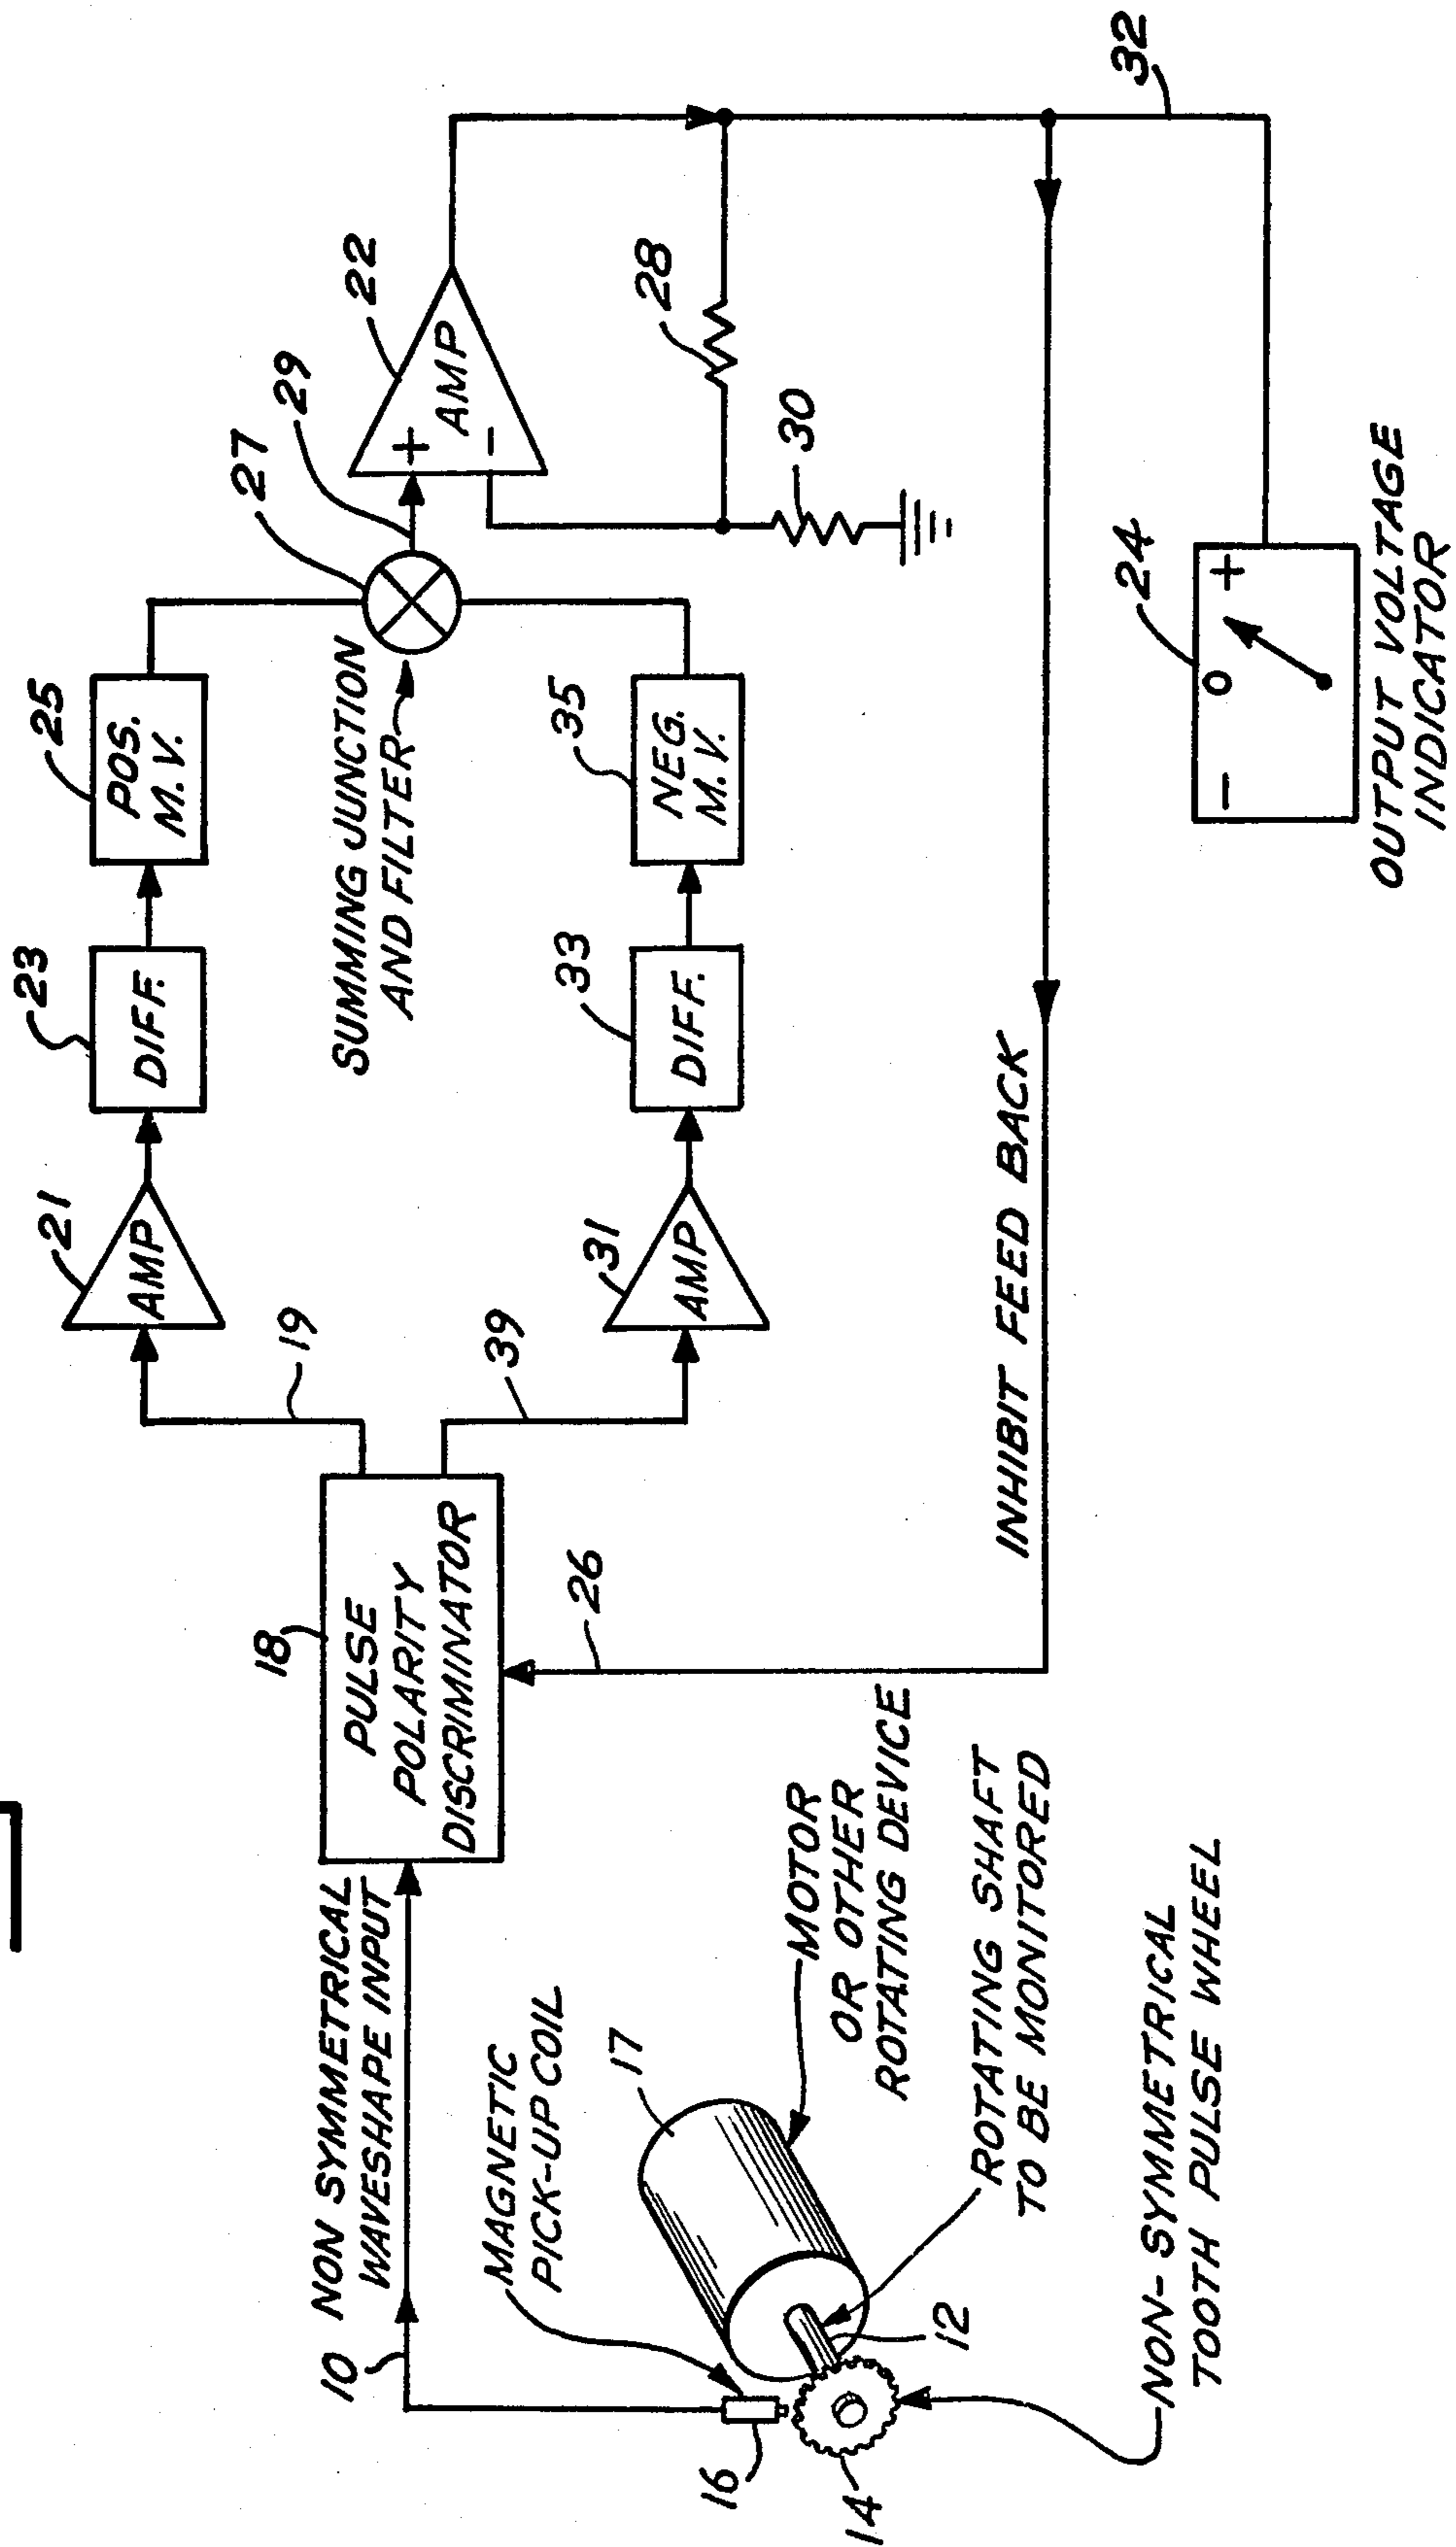 10
NON SYMMETRICAL
WAVESHAPE INPUT
18
PULSE
POLARITY
DISCRIMINATOR
19
39
26
21
AMP
23
DIFF.
25
POS.
M.V.
31
AMP
33
DIFF.
35
NEG.
M.V.
SUMMING JUNCTION
AND FILTER
27
29
22
+
AMP
-
28
30
32
INHIBIT FEED BACK
24
- O +
OUTPUT VOLTAGE
INDICATOR
MAGNETIC
PICK-UP COIL
16
14
12
17
MOTOR
OR OTHER
ROTATING DEVICE
ROTATING SHAFT
TO BE MONITORED
NON-SYMMETRICAL
TOOTH PULSE WHEEL